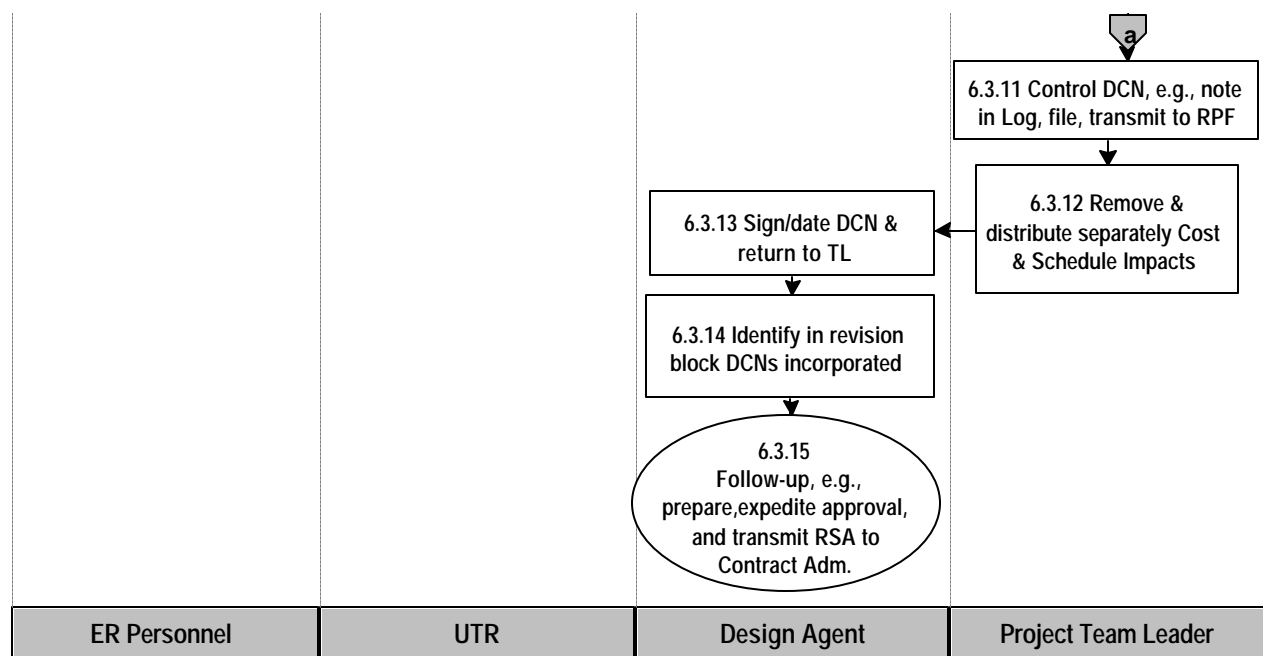 a
6.3.11 Control DCN, e.g., note
in Log, file, transmit to RPF
6.3.12 Remove &
distribute separately Cost
& Schedule Impacts
6.3.13 Sign/date DCN &
return to TL
6.3.14 Identify in revision
block DCNs incorporated
6.3.15
Follow-up, e.g.,
prepare,expedite approval,
and transmit RSA to
Contract Adm.
ER Personnel
UTR
Design Agent
Project Team Leader